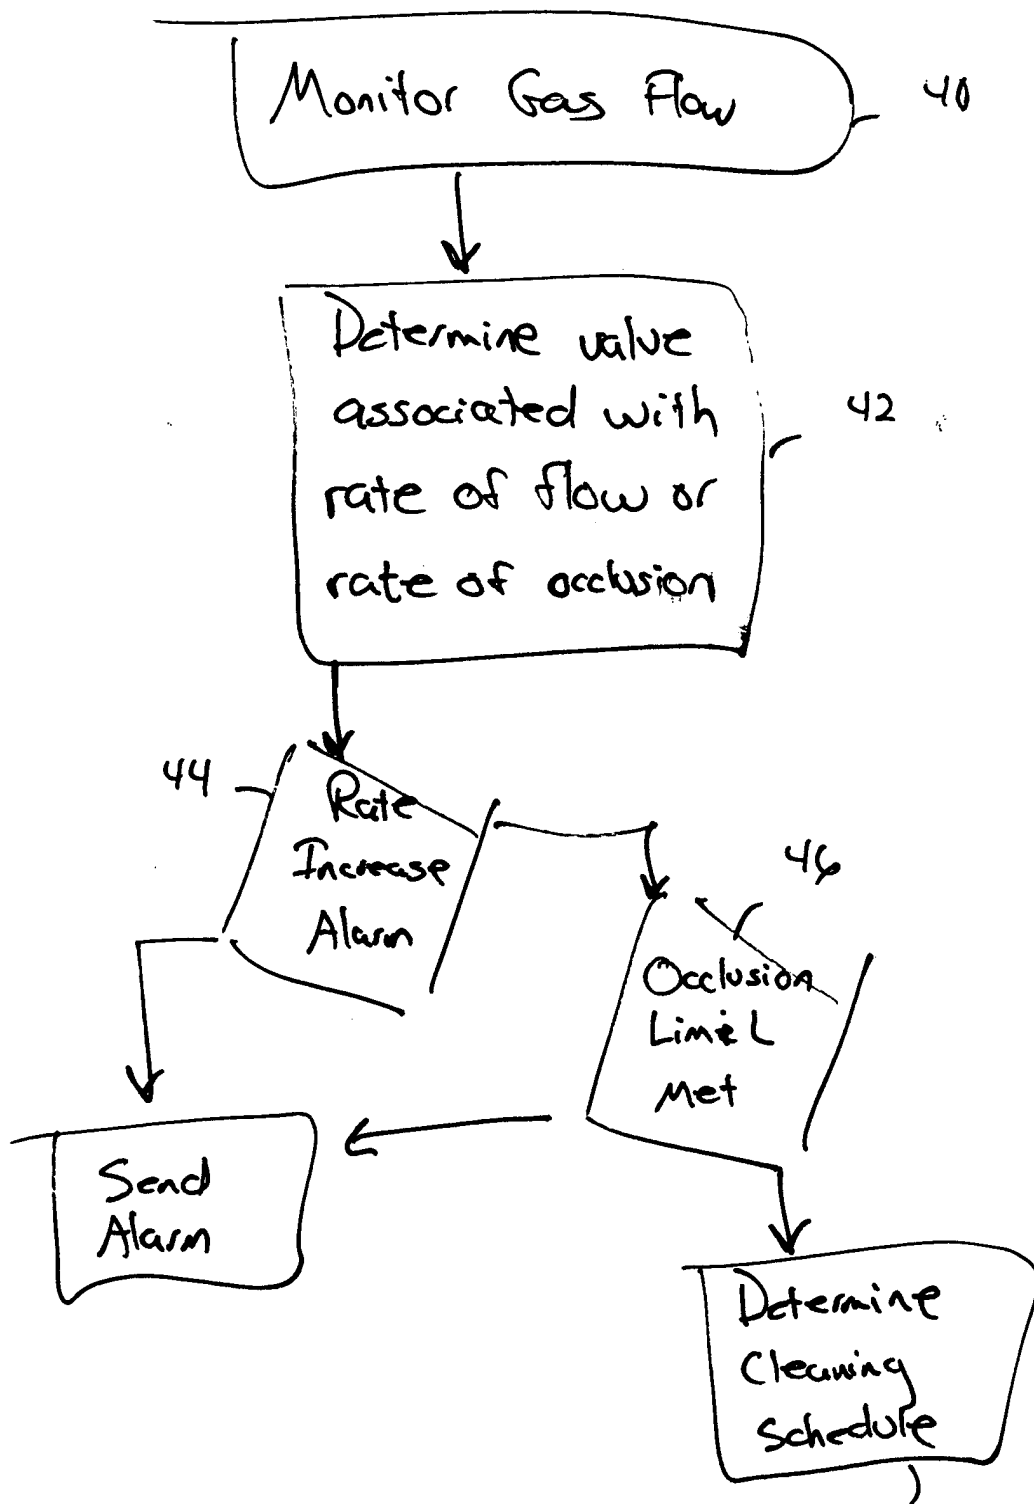 Monitor Gas Flow
40
Determine value
associated with
rate of flow or
rate of occlusion
42
44
Rate
Increase
Alarm
46
Occlusion
Limit
Met
Send
Alarm
Determine
Cleaning
Schedule